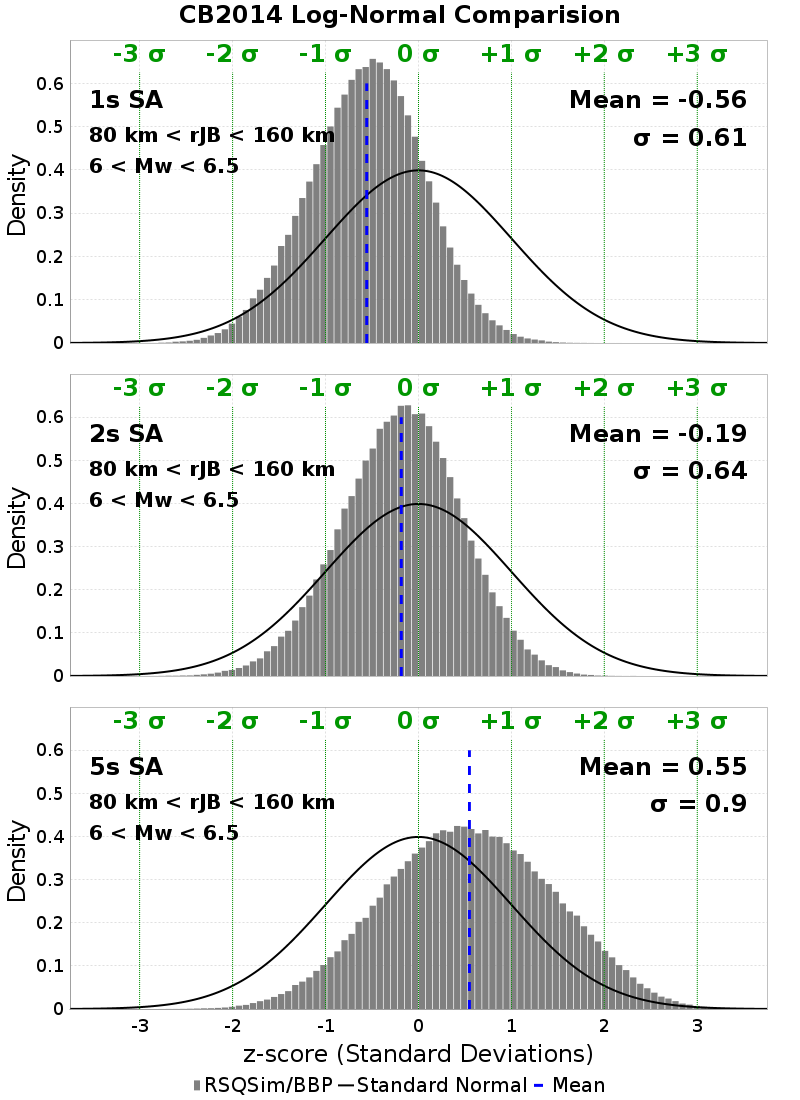 CB2014 Log-Normal Comparision
-3 σ -2 σ -1 σ 0 σ +1 σ +2 σ +3 σ
1s SA
Mean = -0.56
80 km < rJB < 160 km
σ = 0.61
6 < Mw < 6.5
Density
0.6
0.5
0.4
0.3
0.2
0.1
0
-3 σ -2 σ -1 σ 0 σ +1 σ +2 σ +3 σ
2s SA
Mean = -0.19
80 km < rJB < 160 km
σ = 0.64
6 < Mw < 6.5
Density
0.6
0.5
0.4
0.3
0.2
0.1
0
-3 σ -2 σ -1 σ 0 σ +1 σ +2 σ +3 σ
5s SA
Mean = 0.55
80 km < rJB < 160 km
σ = 0.9
6 < Mw < 6.5
Density
0.6
0.5
0.4
0.3
0.2
0.1
0
-3 -2 -1 0 1 2 3
z-score (Standard Deviations)
RSQSim/BBP Standard Normal Mean